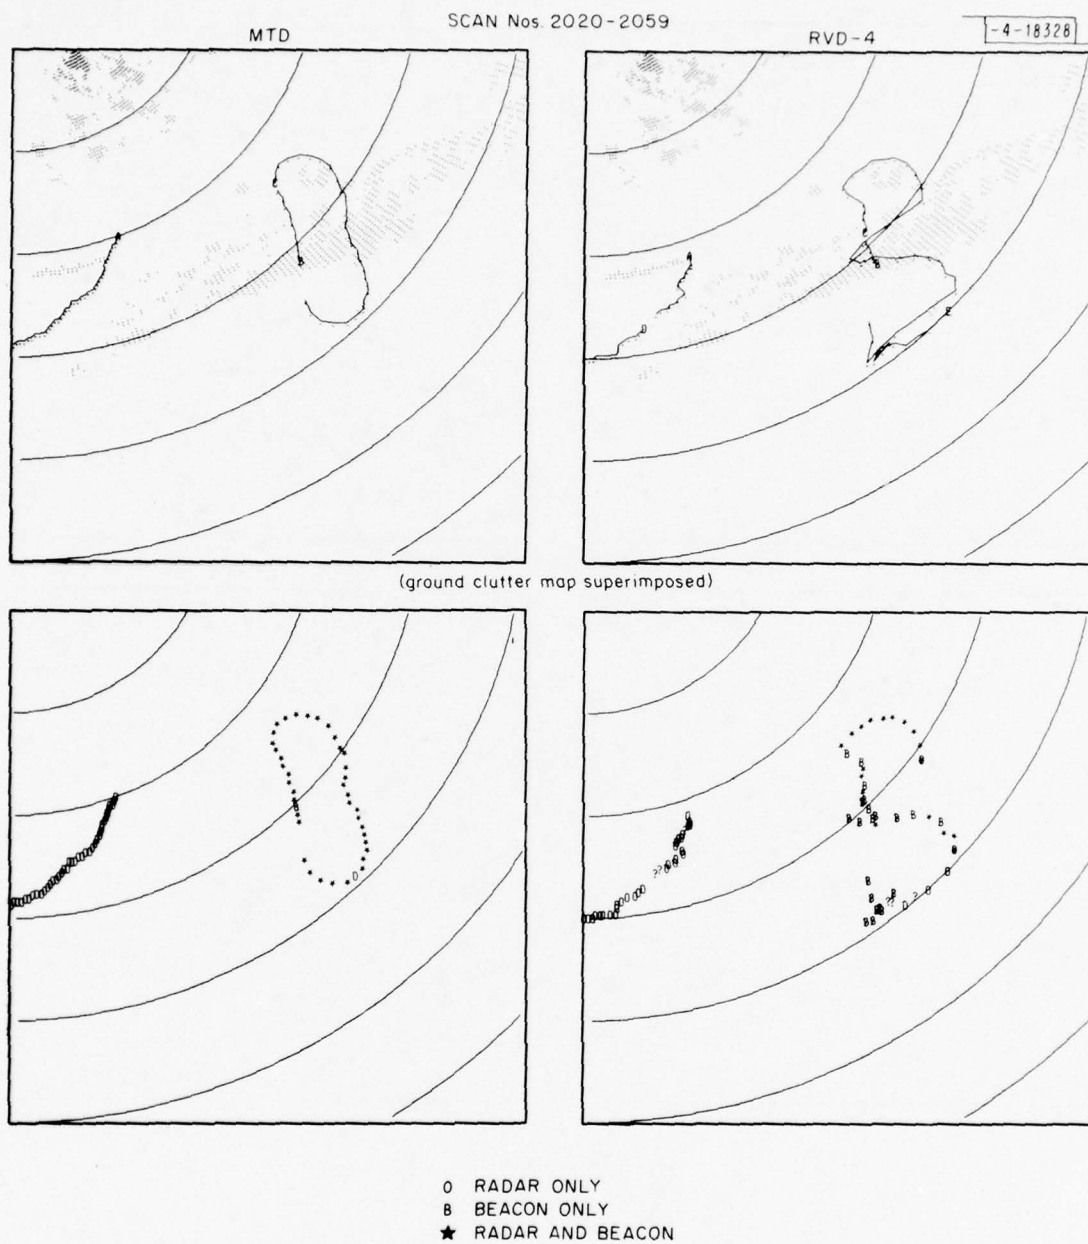 SCAN Nos. 2020-2059
-4-18328
MTD
RVD-4
(ground clutter map superimposed)
O RADAR ONLY
B BEACON ONLY
★ RADAR AND BEACON